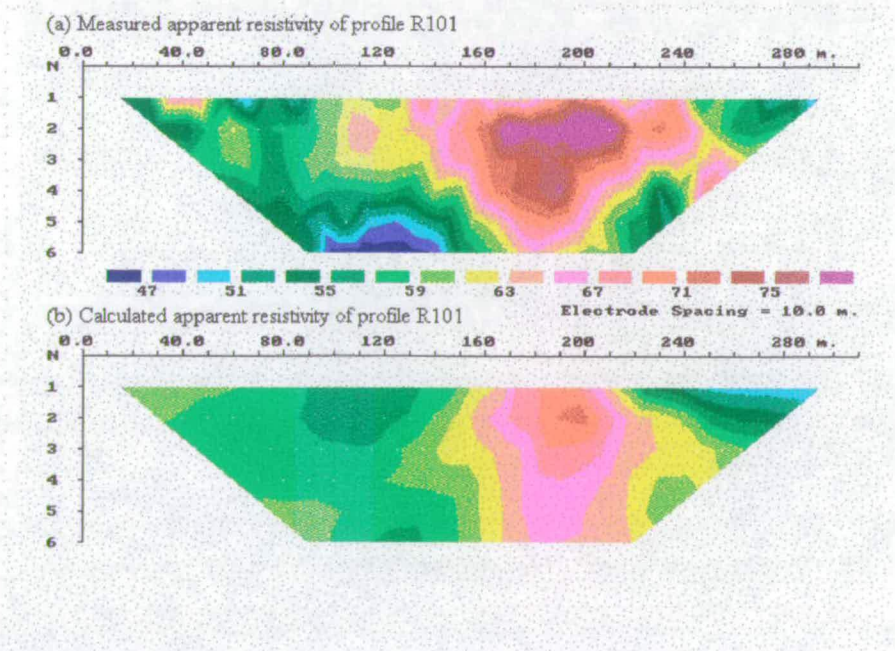 (a) Measured apparent resistivity of profile R101
0.0 40.0 80.0 120 160 200 240 280 m.
N
1
2
3
4
5
6
47 51 55 59 63 67 71 75
Electrode Spacing = 10.0 m.
(b) Calculated apparent resistivity of profile R101
0.0 40.0 80.0 120 160 200 240 280 m.
N
1
2
3
4
5
6